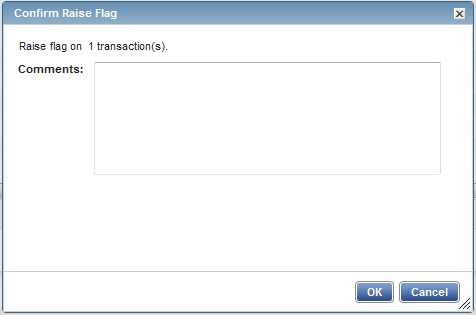 Confirm Raise Flag
Raise flag on 1 transaction(s).
Comments:
OK Cancel